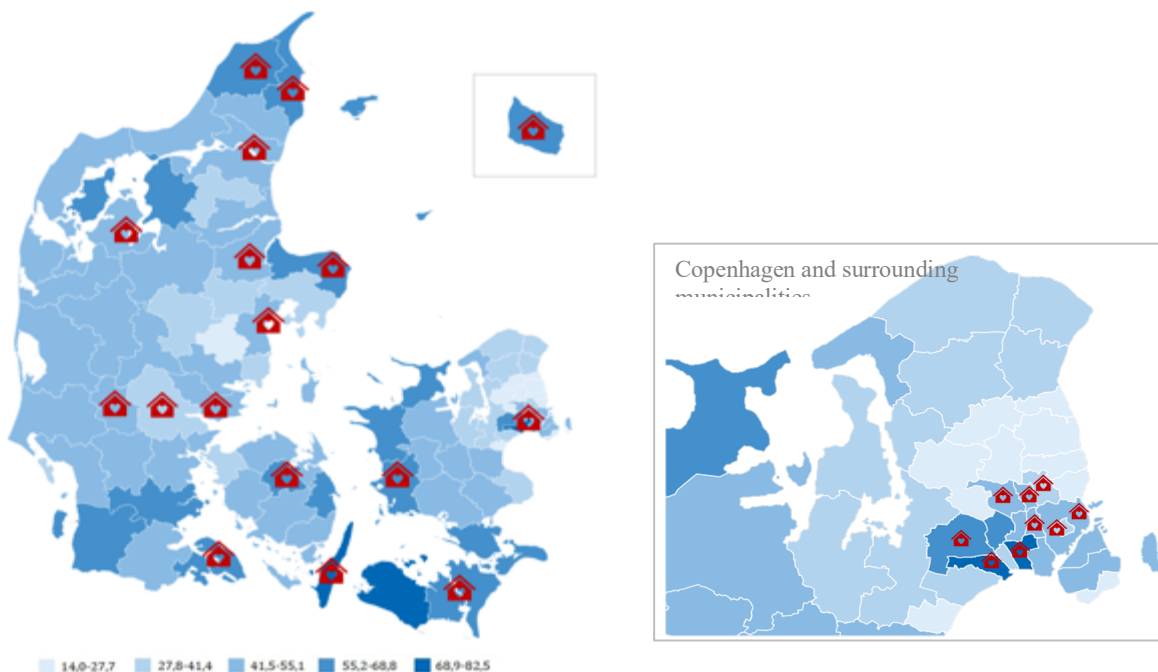 Copenhagen and surrounding
municipalities
14,0-27,7 27,8-41,4 41,5-55,1 55,2-68,8 68,9-82,5